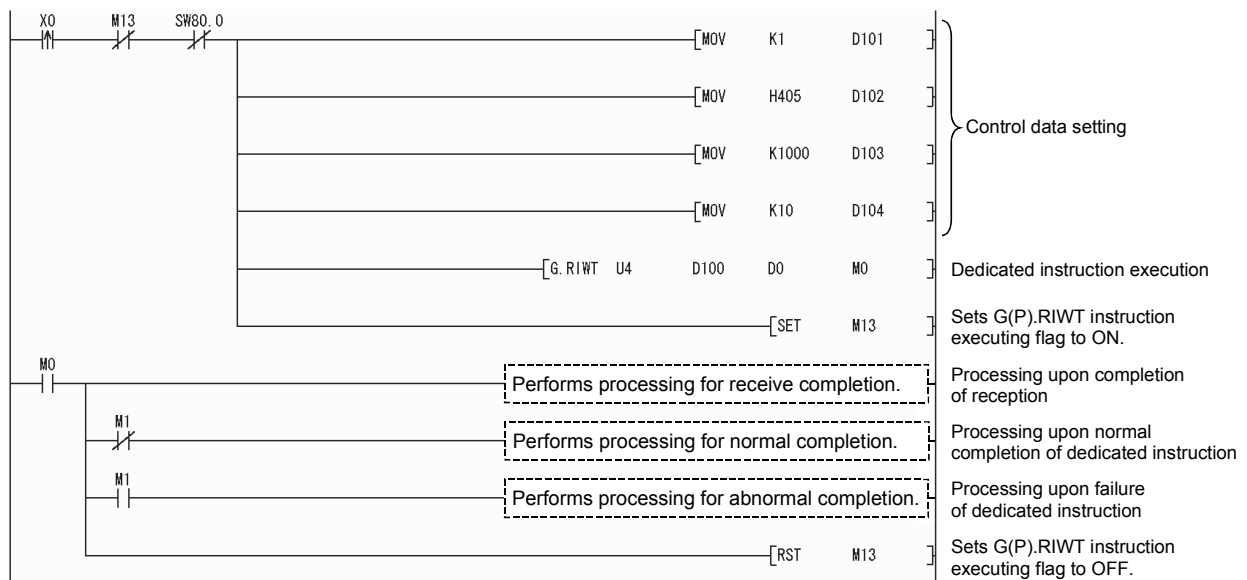 X0 M13 SW80.0
[MOV K1 D101 ]
[MOV H405 D102 ]
Control data setting
[MOV K1000 D103 ]
[MOV K10 D104 ]
[G.RIWT U4 D100 D0 M0 ] Dedicated instruction execution
[SET M13 ] Sets G(P).RIWT instruction
executing flag to ON.
M0
Performs processing for receive completion. Processing upon completion
of reception
M1
Performs processing for normal completion. Processing upon normal
completion of dedicated instruction
M1
Performs processing for abnormal completion. Processing upon failure
of dedicated instruction
[RST M13 ] Sets G(P).RIWT instruction
executing flag to OFF.